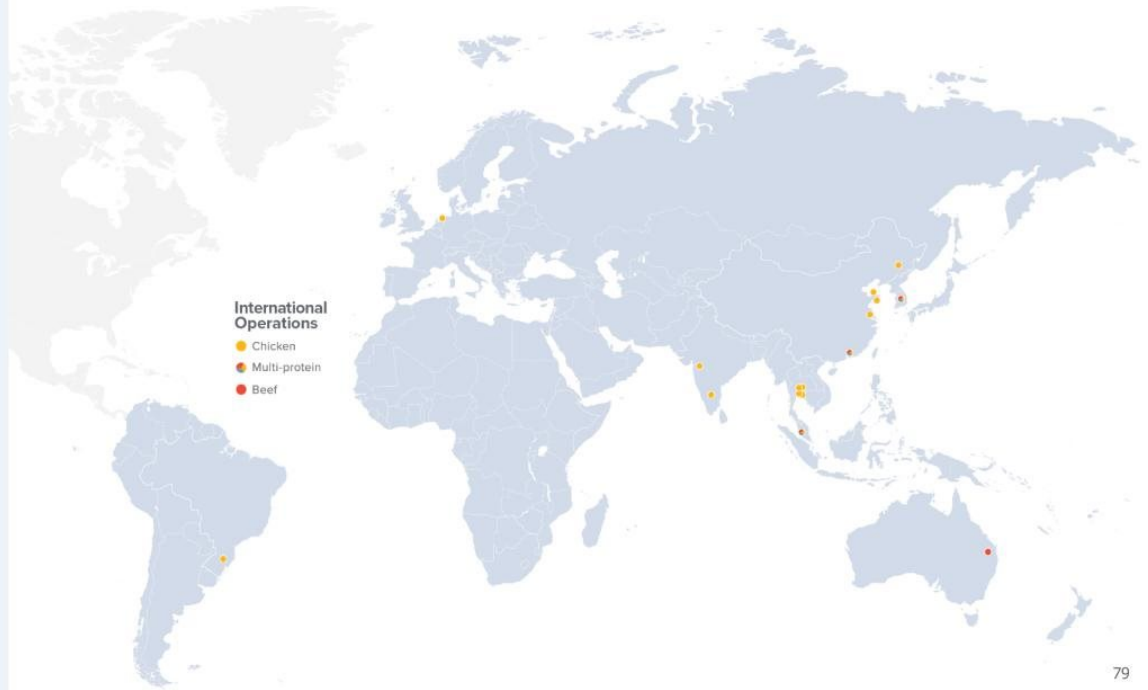 International
Operations
Chicken
Multi-protein
Beef
79